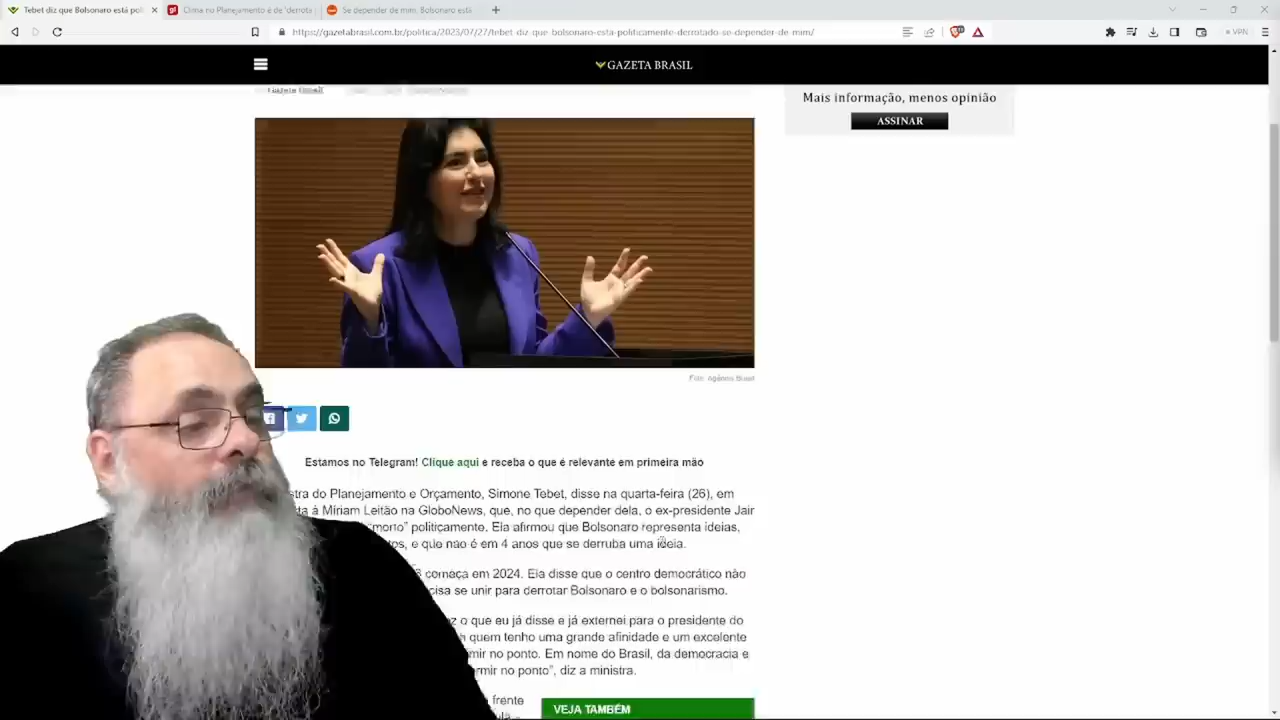 Tebet diz que Bolsonaro está pol
Clima no Planejamento é de "derrota
Se depender de mim, Bolsonaro está
https://gazetabrasil.com.br/politica/2023/07/27/tebet-diz-que-bolsonaro-esta-politicamente-derrotado-se-depender-de-mim/
VPN
GAZETA BRASIL
Gazeta Brasil
Mais informação, menos opinião
ASSINAR
Foto: Agência Brasil
Estamos no Telegram! Clique aqui e receba o que é relevante em primeira mão
tra do Planejamento e Orçamento, Simone Tebet, disse na quarta-feira (26), em
ta à Míriam Leitão na GloboNews, que, no que depender dela, o ex-presidente Jair
"morto" politicamente. Ela afirmou que Bolsonaro representa ideias,
tos, e que não é em 4 anos que se derruba uma ideia.
começa em 2024. Ela disse que o centro democrático não
cisa se unir para derrotar Bolsonaro e o bolsonarismo.
z o que eu já disse e já externei para o presidente do
quem tenho uma grande afinidade e um excelente
mir no ponto. Em nome do Brasil, da democracia e
rmir no ponto", diz a ministra.
frente
VEJA TAMBÉM